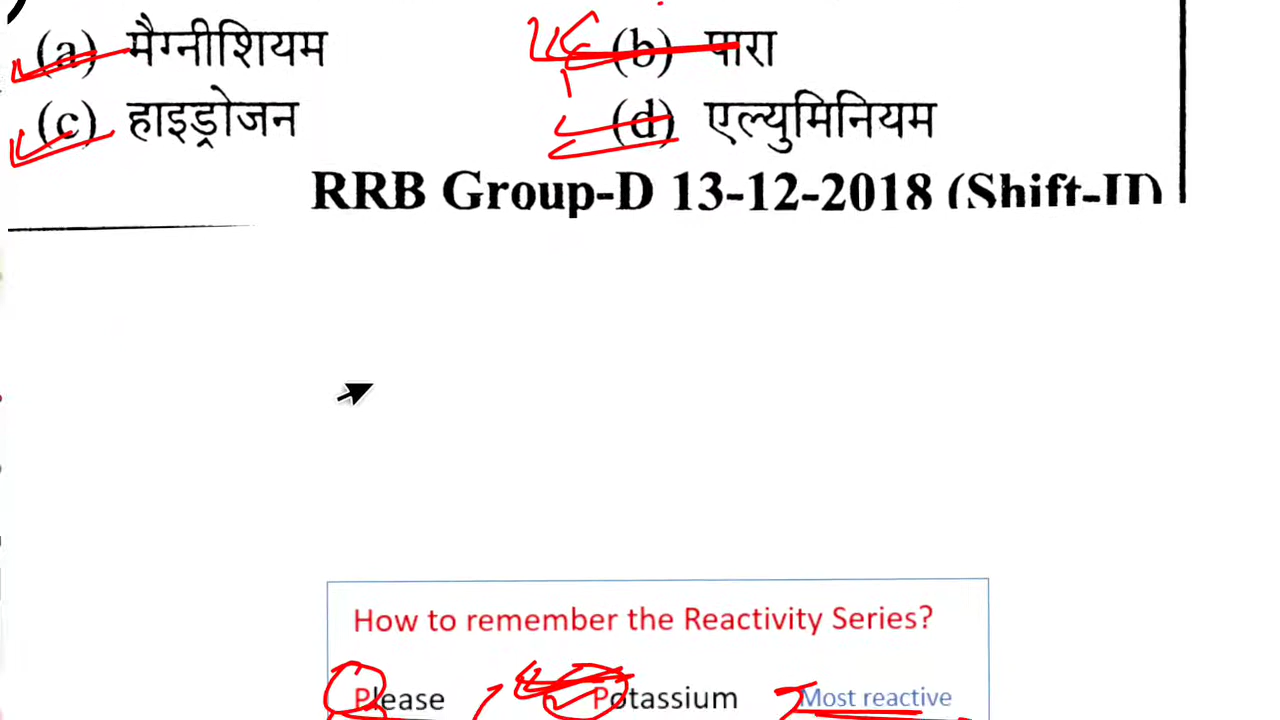 (a) मैग्नीशियम (b) पारा
(c) हाइड्रोजन (d) एल्युमिनियम
RRB Group-D 13-12-2018 (Shift-II)
How to remember the Reactivity Series?
Please Potassium Most reactive